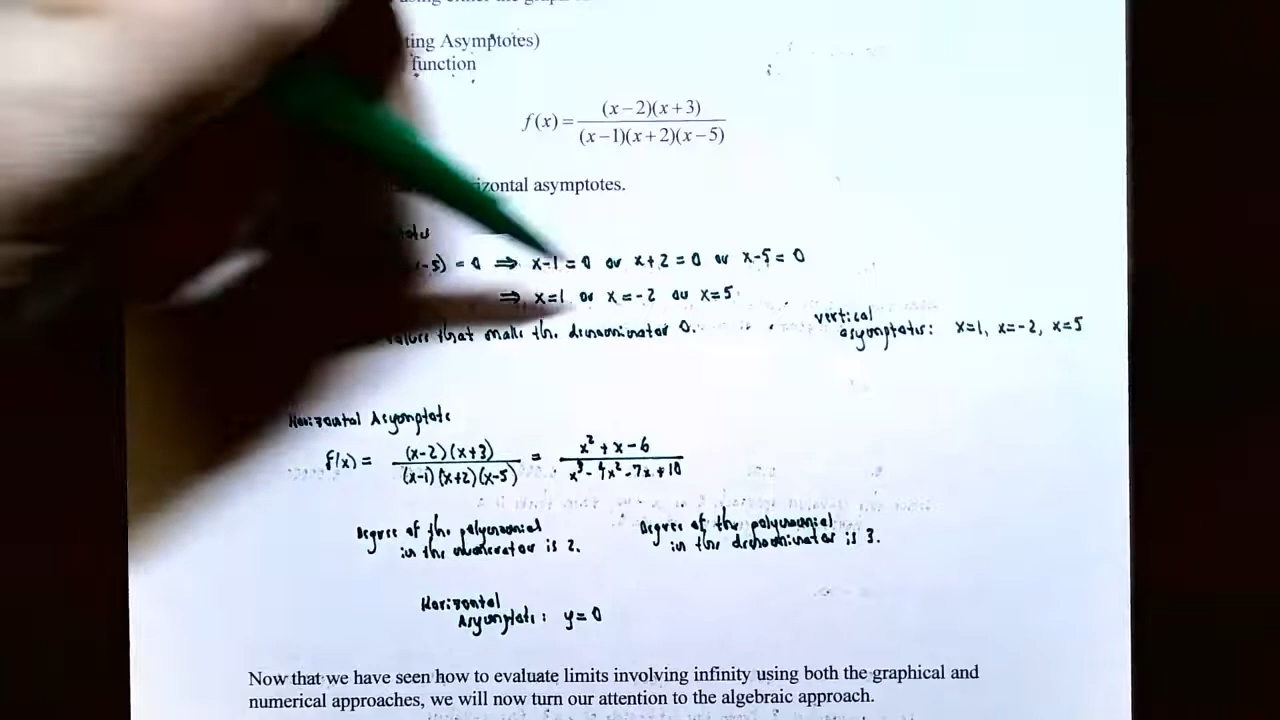 ting Asymptotes)
function
f(x) = (x−2)(x+3) / (x−1)(x+2)(x−5)
izontal asymptotes.
-5) = 0 ⇒ x-1 = 0 or x+2 = 0 or x-5 = 0
⇒ x=1 or x = -2 or x=5
that make the denominator 0.
vertical
asymptotes: x=1, x=-2, x=5
Horizontal Asymptote
f(x) = (x-2)(x+3) / (x-1)(x+2)(x-5) = x² + x - 6 / x³ - 4x² - 7x + 10
Degree of the polynomial
in the numerator is 2.
Degree of the polynomial
in the denominator is 3.
Horizontal
Asymptote: y = 0
Now that we have seen how to evaluate limits involving infinity using both the graphical and
numerical approaches, we will now turn our attention to the algebraic approach.